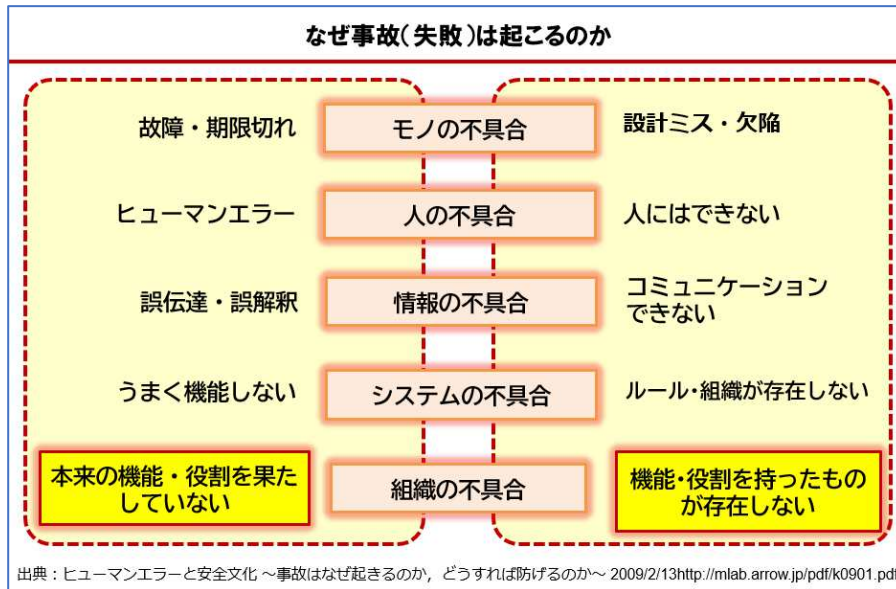 なぜ事故(失敗)は起こるのか
故障・期限切れ
モノの不具合
設計ミス・欠陥
ヒューマンエラー
人の不具合
人にはできない
誤伝達・誤解釈
情報の不具合
コミュニケーション
できない
うまく機能しない
システムの不具合
ルール・組織が存在しない
本来の機能・役割を果た
していない
組織の不具合
機能・役割を持ったもの
が存在しない
出典：ヒューマンエラーと安全文化 ～事故はなぜ起きるのか，どうすれば防げるのか～ 2009/2/13http://mlab.arrow.jp/pdf/k0901.pdf